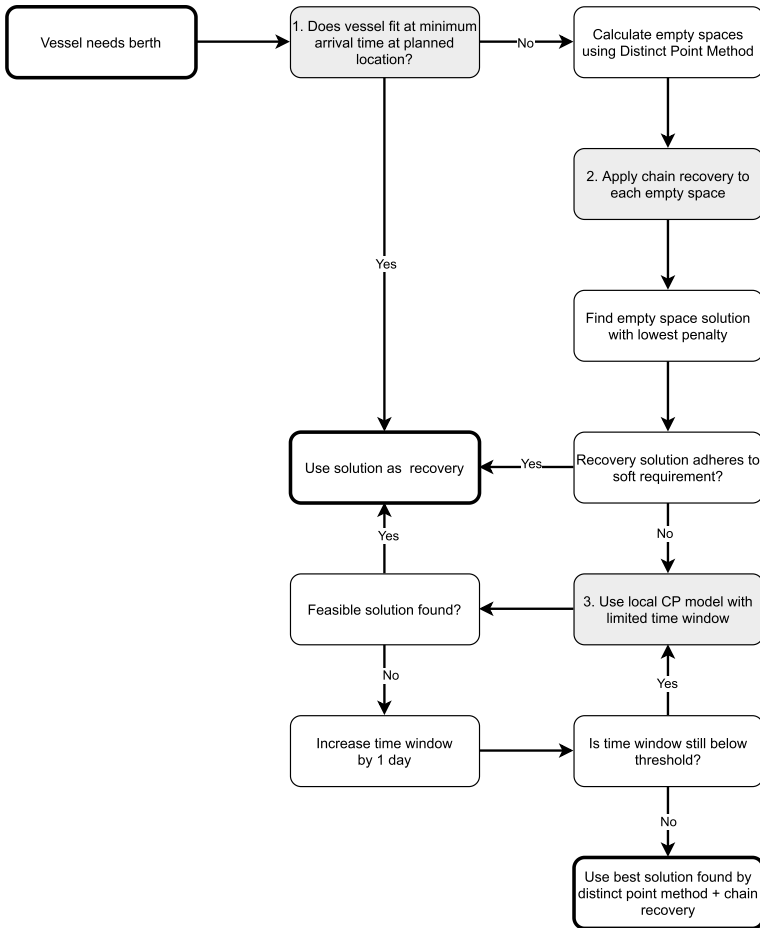 Vessel needs berth
1. Does vessel fit at minimum
arrival time at planned
location?
No
Calculate empty spaces
using Distinct Point Method
2. Apply chain recovery to
each empty space
Yes
Find empty space solution
with lowest penalty
Use solution as recovery
Yes
Recovery solution adheres to
soft requirement?
No
Yes
Feasible solution found?
3. Use local CP model with
limited time window
No
Yes
Increase time window
by 1 day
Is time window still below
threshold?
No
Use best solution found by
distinct point method + chain
recovery